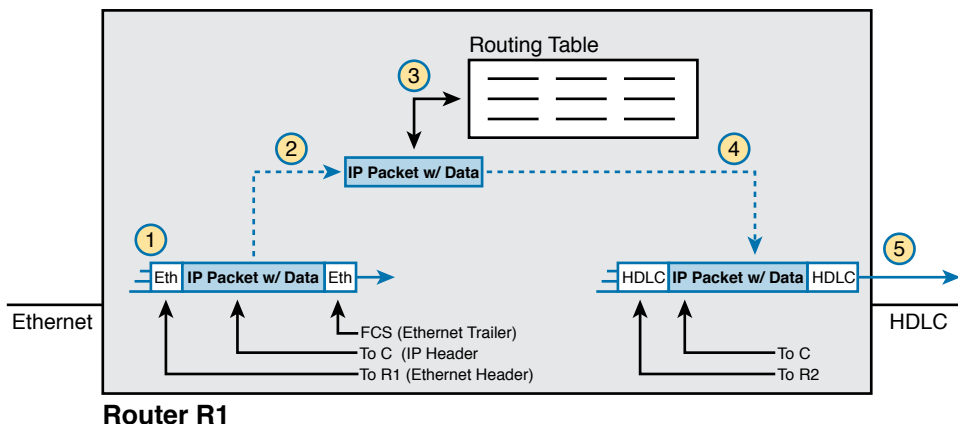 Routing Table
3
2
4
IP Packet w/ Data
1
5
Eth IP Packet w/ Data Eth
HDLC IP Packet w/ Data HDLC
Ethernet
HDLC
FCS (Ethernet Trailer)
To C (IP Header
To C
To R1 (Ethernet Header)
To R2
Router R1